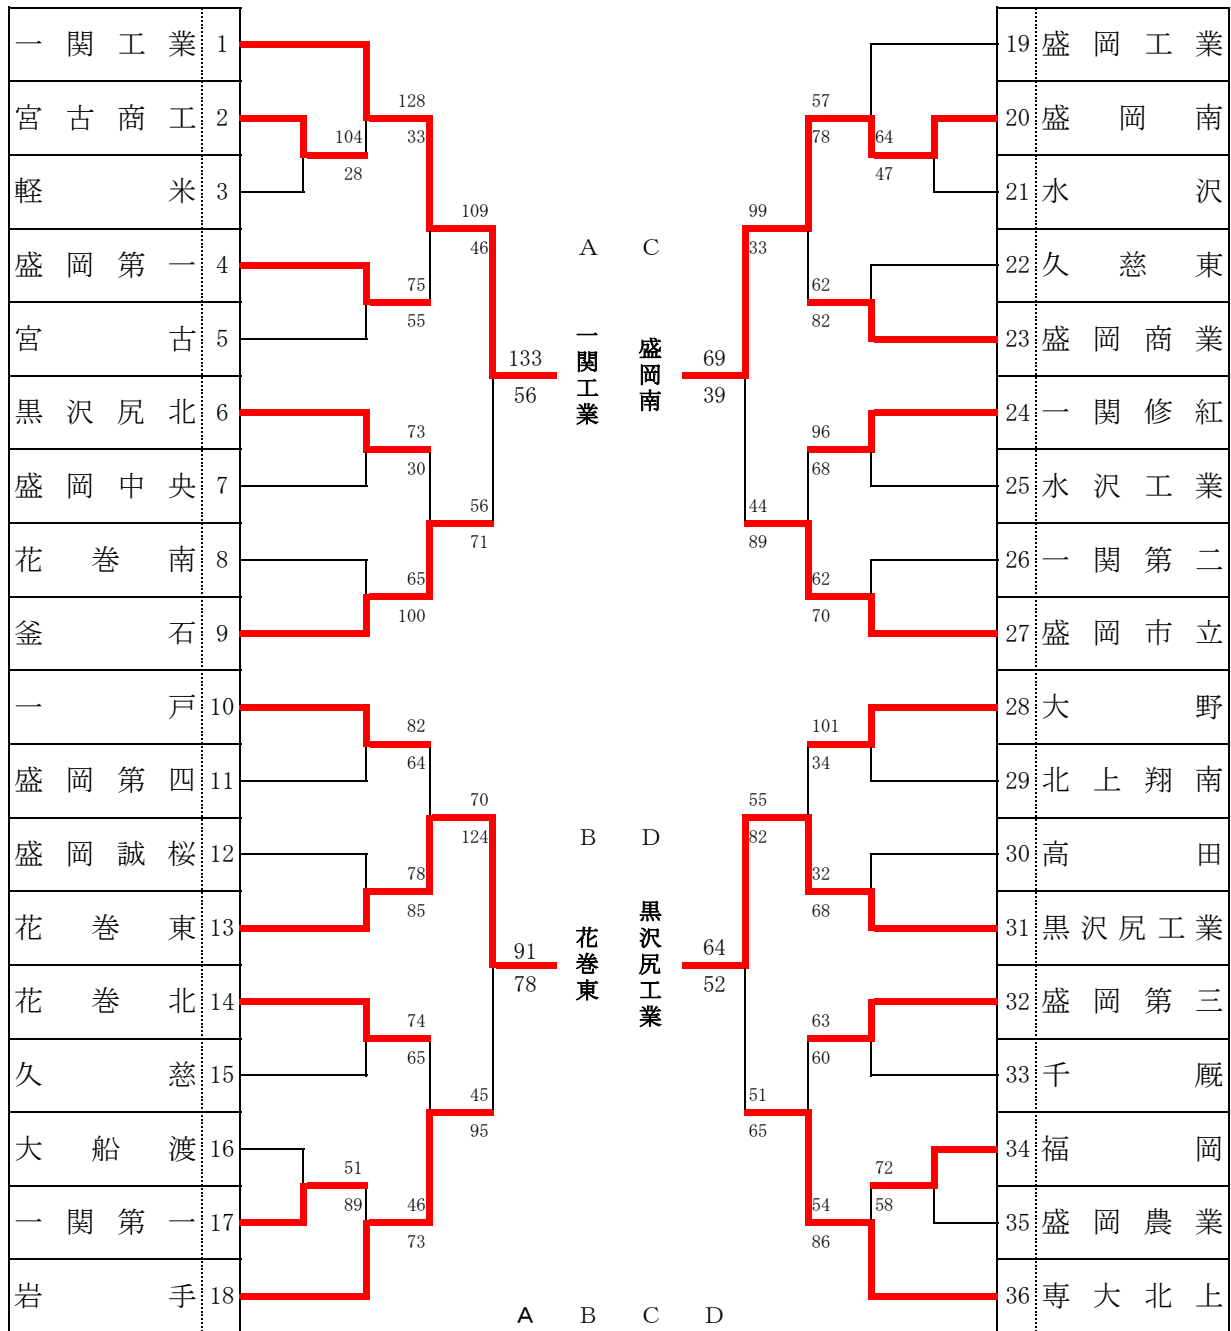 一関工業 1
宮古商工 2
軽米 3
盛岡第一 4
宮古 5
黒沢尻北 6
盛岡中央 7
花巻南 8
釜石 9
一戸 10
盛岡第四 11
盛岡誠桜 12
花巻東 13
花巻北 14
久慈 15
大船渡 16
一関第一 17
岩手 18
104
28
51
89
128
33
75
55
73
30
65
100
82
64
78
85
74
65
46
73
109
46
56
71
70
124
45
95
133
56
91
78
A C
一関工業
盛岡南
B D
花巻東
黒沢尻工業
A B C D
69
39
64
52
99
33
44
89
55
82
51
65
57
78
62
82
96
68
62
70
101
34
32
68
63
60
54
86
64
47
72
58
19 盛岡工業
20 盛岡南
21 水沢
22 久慈東
23 盛岡商業
24 一関修紅
25 水沢工業
26 一関第二
27 盛岡市立
28 大野
29 北上翔南
30 高田
31 黒沢尻工業
32 盛岡第三
33 千厩
34 福岡
35 盛岡農業
36 専大北上